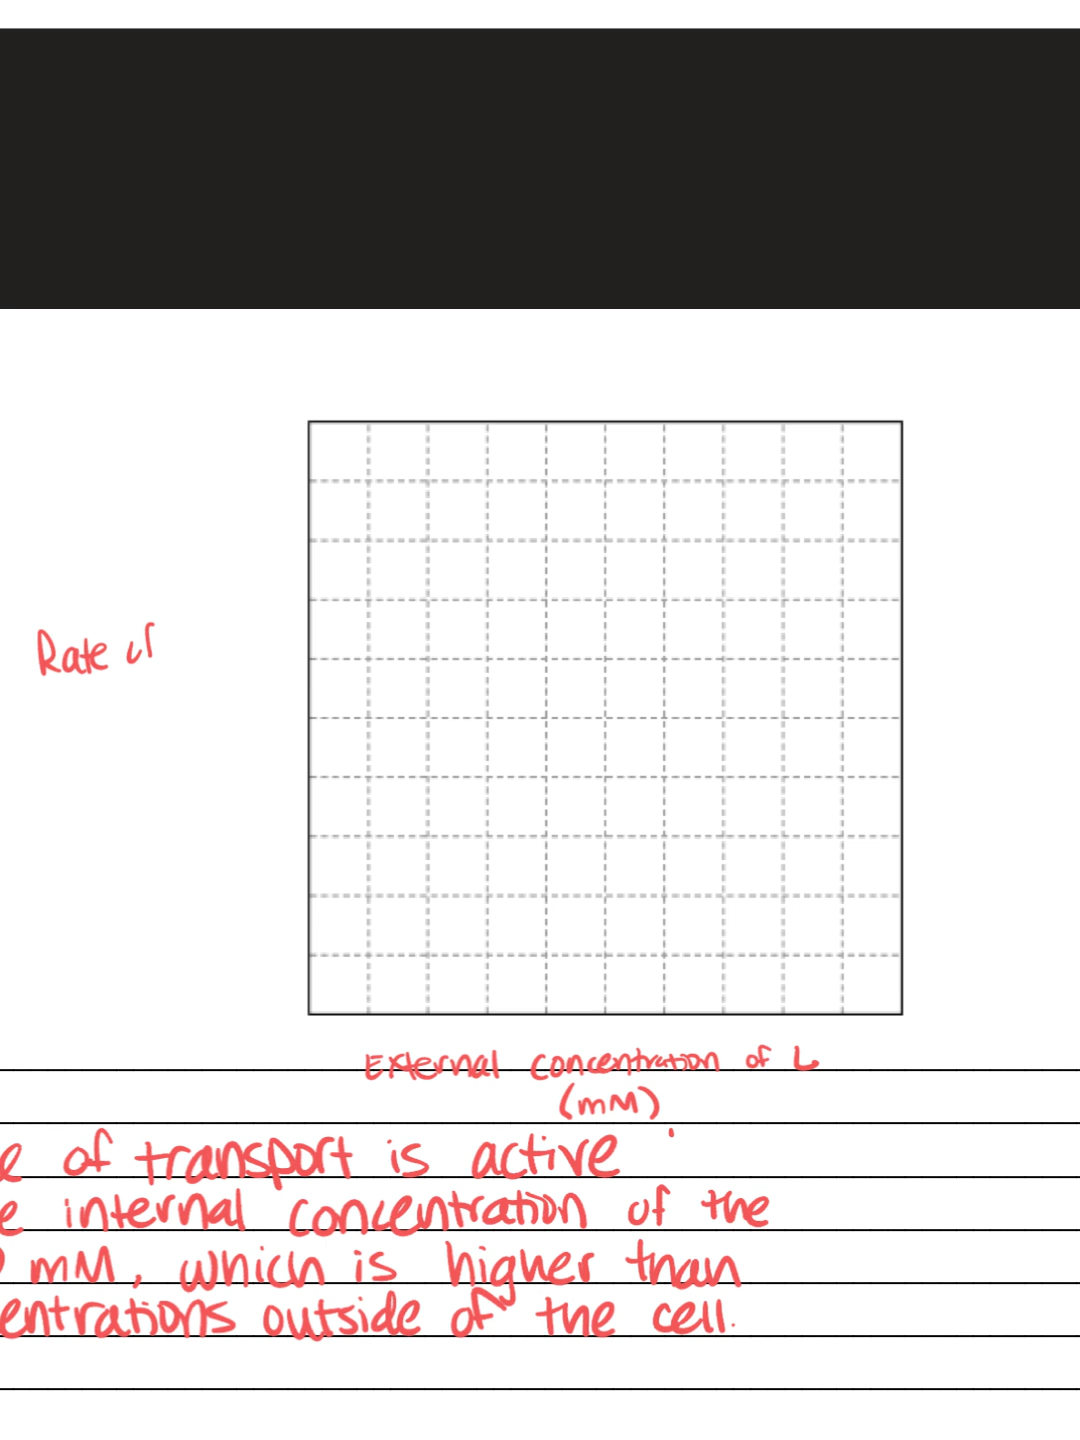 Rate of
External concentration of L
(mM)
of transport is active
internal concentration of the
mM, which is higher than
entrations outside of the cell.